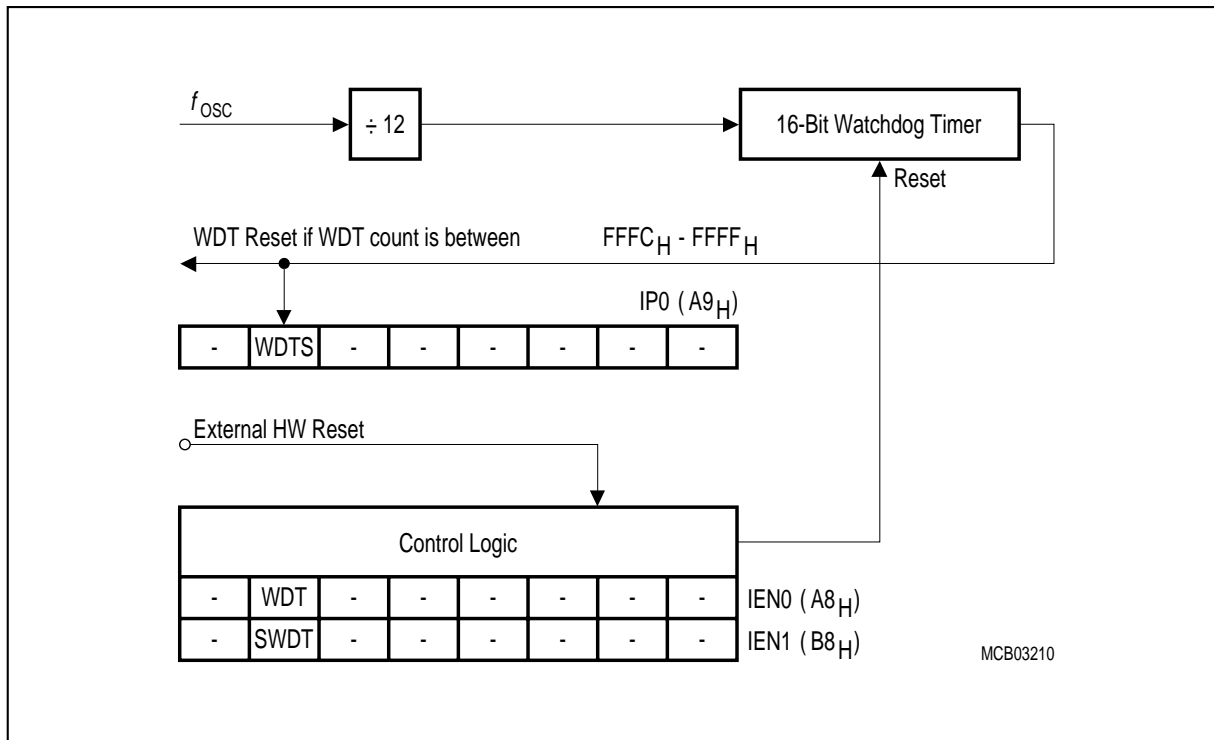 fOSC
÷ 12
16-Bit Watchdog Timer
Reset
WDT Reset if WDT count is between FFFCH - FFFFH
IP0 ( A9H)
- WDTS - - - - - -
External HW Reset
Control Logic
- WDT - - - - - - IEN0 ( A8H)
- SWDT - - - - - - IEN1 ( B8H)
MCB03210